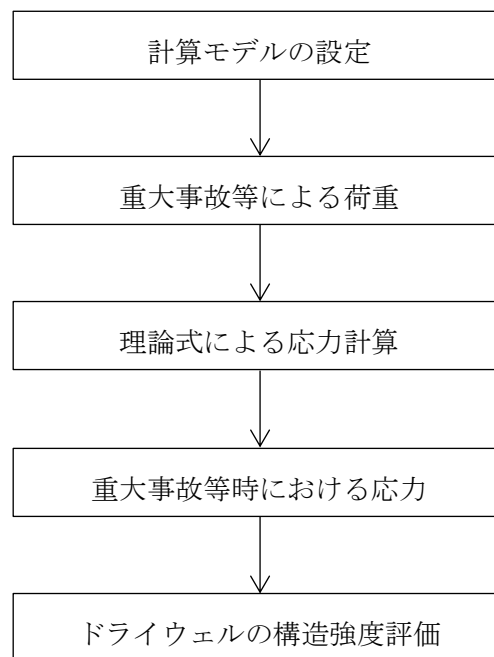 計算モデルの設定
重大事故等による荷重
理論式による応力計算
重大事故等時における応力
ドライウェルの構造強度評価